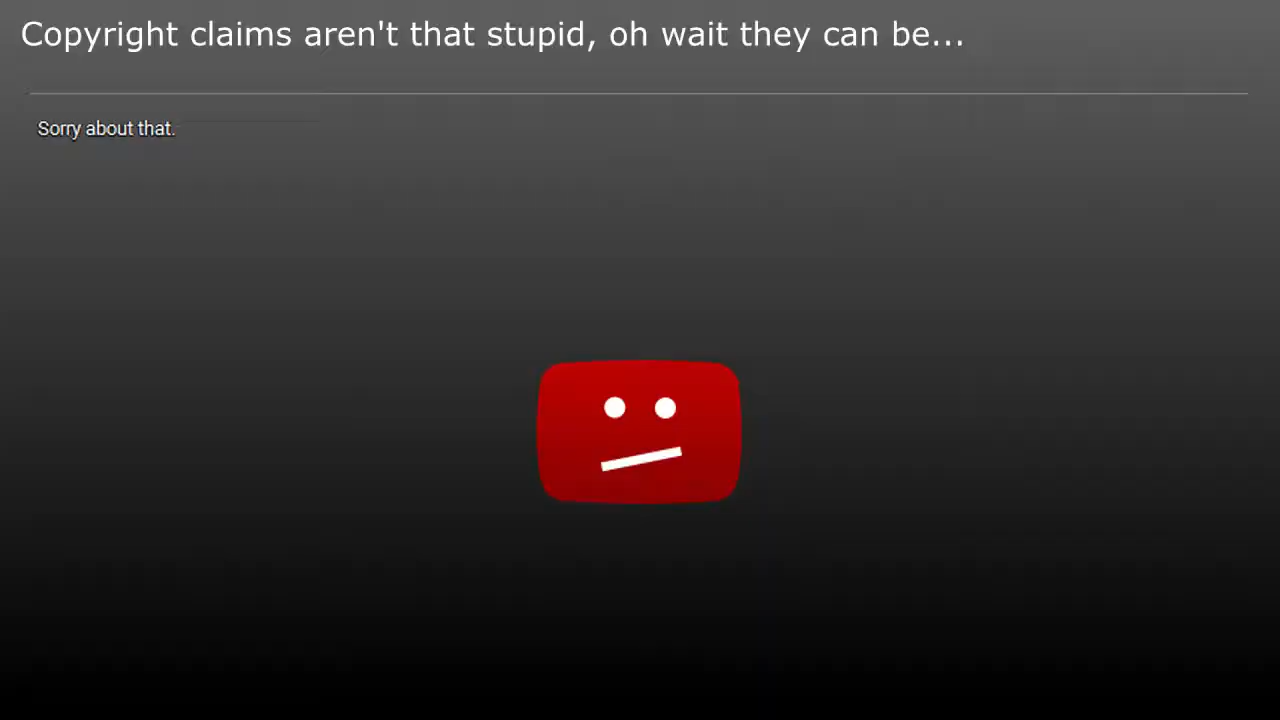 Copyright claims aren't that stupid, oh wait they can be...
Sorry about that.